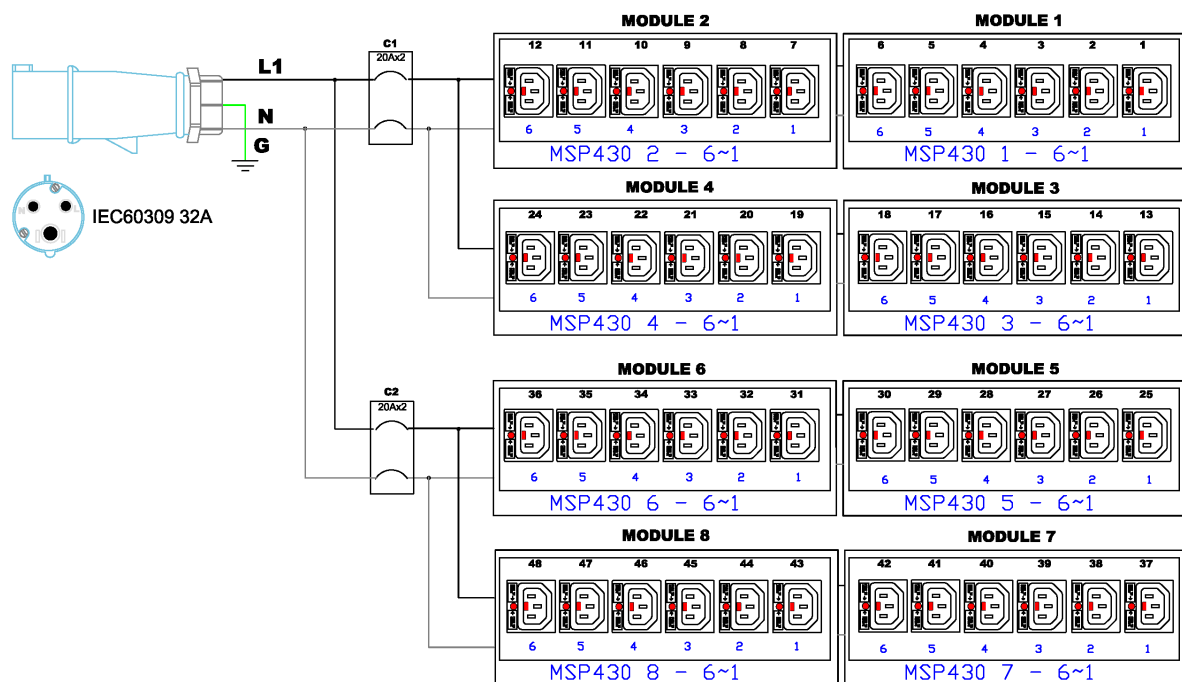 MODULE 2
MODULE 1
C1
20Ax2
L1
N
G
12 11 10 9 8 7
6 5 4 3 2 1
6 5 4 3 2 1
6 5 4 3 2 1
MSP430 2 - 6~1
MSP430 1 - 6~1
MODULE 4
MODULE 3
N L
IEC60309 32A
24 23 22 21 20 19
18 17 16 15 14 13
6 5 4 3 2 1
6 5 4 3 2 1
MSP430 4 - 6~1
MSP430 3 - 6~1
MODULE 6
MODULE 5
C2
20Ax2
36 35 34 33 32 31
30 29 28 27 26 25
6 5 4 3 2 1
6 5 4 3 2 1
MSP430 6 - 6~1
MSP430 5 - 6~1
MODULE 8
MODULE 7
48 47 46 45 44 43
42 41 40 39 38 37
6 5 4 3 2 1
6 5 4 3 2 1
MSP430 8 - 6~1
MSP430 7 - 6~1